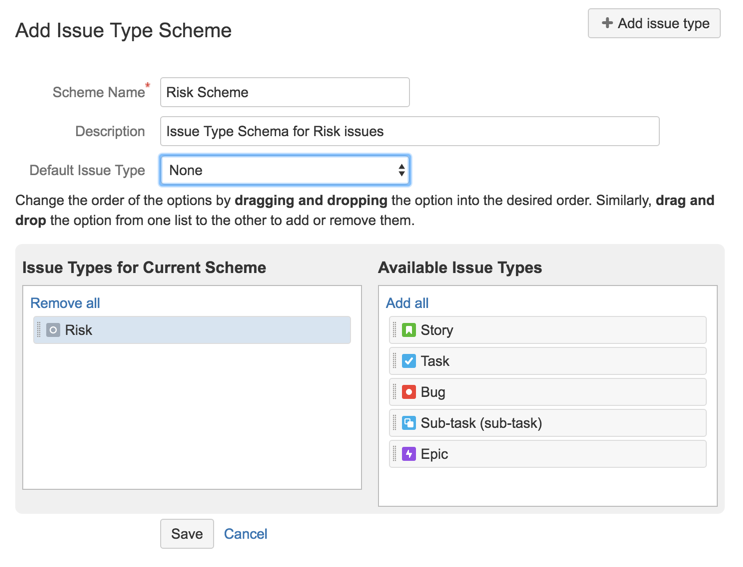 Add Issue Type Scheme
+ Add issue type
Scheme Name*
Risk Scheme
Description
Issue Type Schema for Risk issues
Default Issue Type
None
Change the order of the options by dragging and dropping the option into the desired order. Similarly, drag and
drop the option from one list to the other to add or remove them.
Issue Types for Current Scheme
Remove all
Risk
Available Issue Types
Add all
Story
Task
Bug
Sub-task (sub-task)
Epic
Save
Cancel